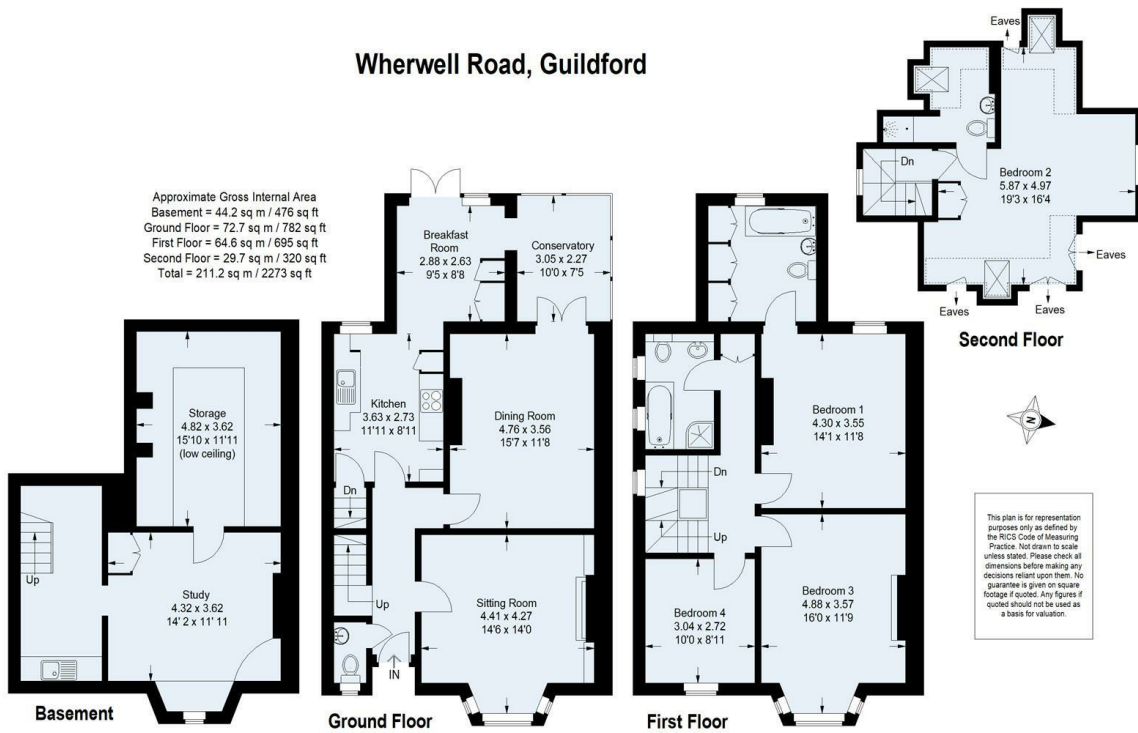 Wherwell Road, Guildford
Approximate Gross Internal Area
Basement = 44.2 sq m / 476 sq ft
Ground Floor = 72.7 sq m / 782 sq ft
First Floor = 64.6 sq m / 695 sq ft
Second Floor = 29.7 sq m / 320 sq ft
Total = 211.2 sq m / 2273 sq ft
Storage
4.82 x 3.62
15'10 x 11'11
(low ceiling)
Up
Study
4.32 x 3.62
14' 2 x 11' 11
Basement
Breakfast
Room
2.88 x 2.63
9'5 x 8'8
Conservatory
3.05 x 2.27
10'0 x 7'5
Kitchen
3.63 x 2.73
11'11 x 8'11
Dining Room
4.76 x 3.56
15'7 x 11'8
Dn
Up
Sitting Room
4.41 x 4.27
14'6 x 14'0
IN
Ground Floor
Bedroom 1
4.30 x 3.55
14'1 x 11'8
Dn
Up
Bedroom 4
3.04 x 2.72
10'0 x 8'11
Bedroom 3
4.88 x 3.57
16'0 x 11'9
First Floor
Eaves
Dn
Bedroom 2
5.87 x 4.97
19'3 x 16'4
Eaves
Eaves
Eaves
Second Floor
N
This plan is for representation
purposes only as defined by
the RICS Code of Measuring
Practice. Not drawn to scale
unless stated. Please check all
dimensions before making any
decisions reliant upon them. No
guarantee is given on square
footage if quoted. Any figures if
quoted should not be used as
a basis for valuation.